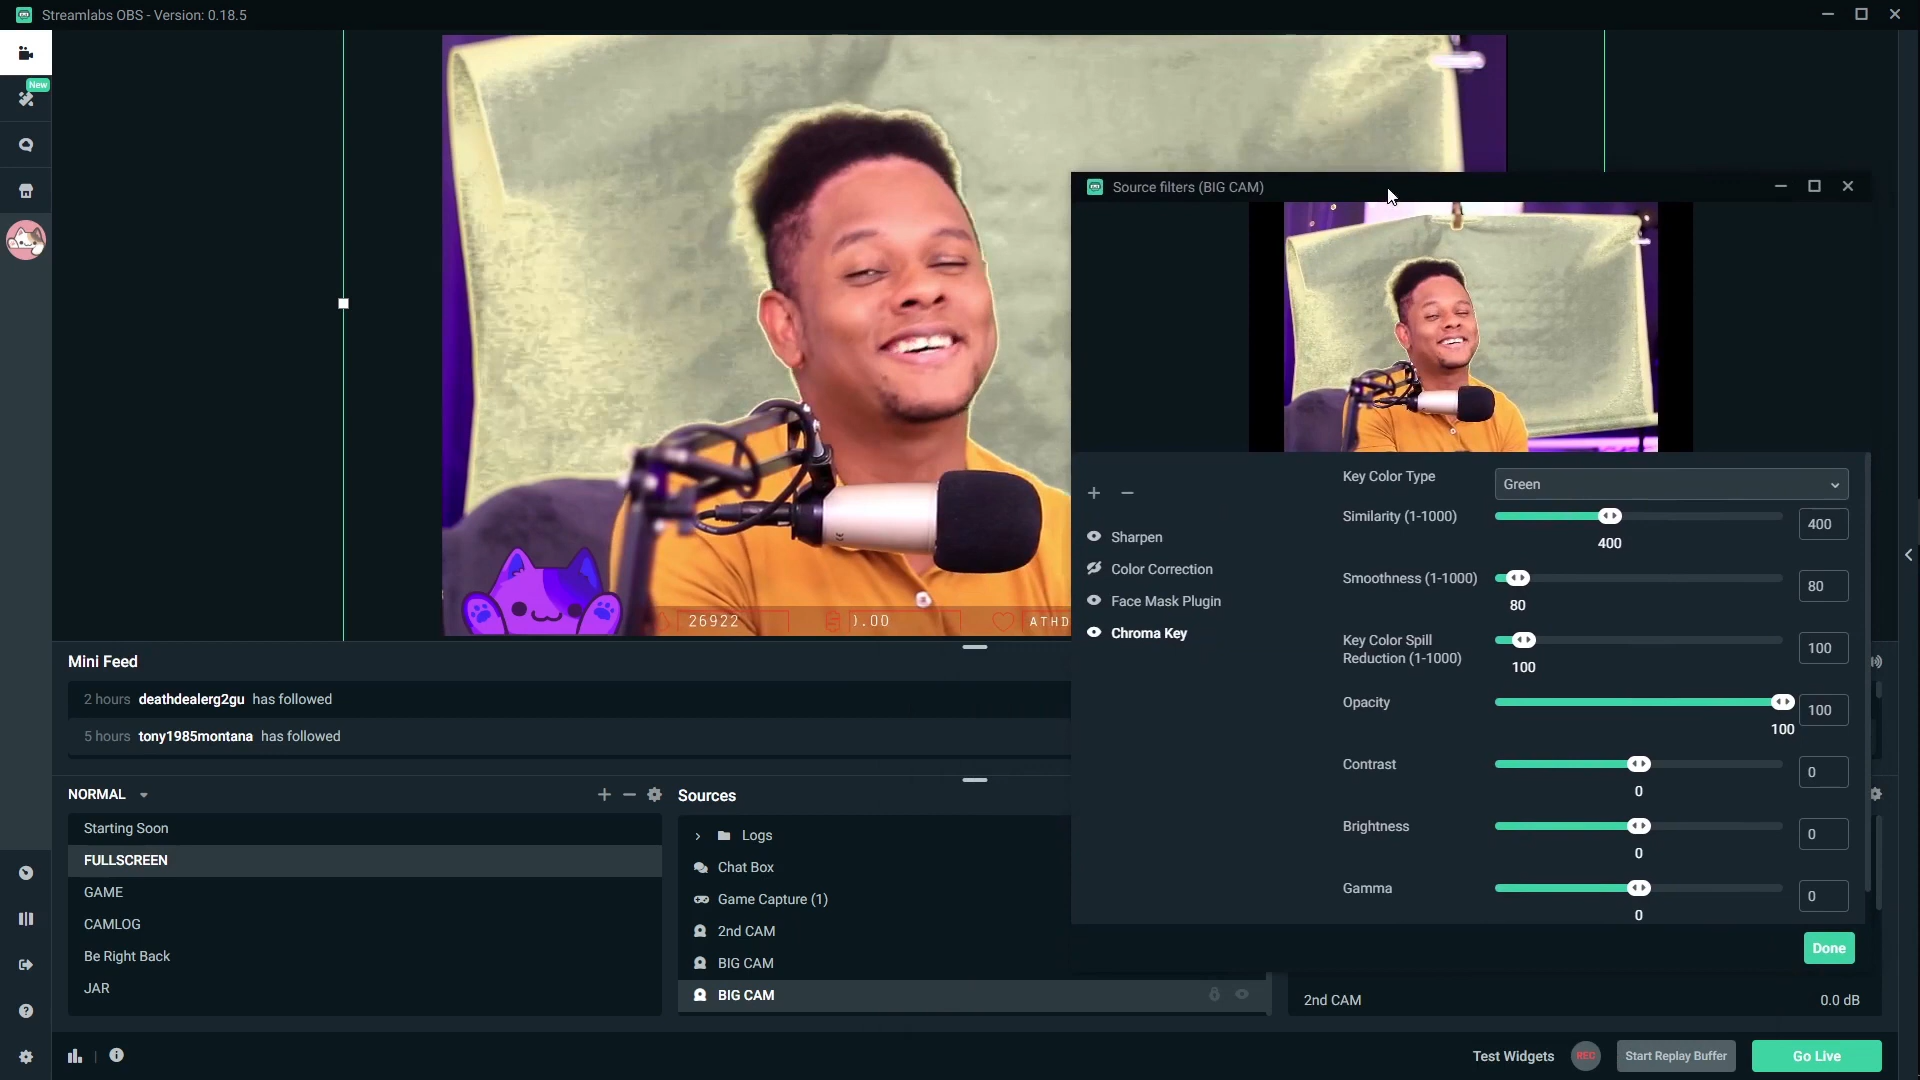 Streamlabs OBS - Version: 0.18.5
New
Source filters (BIG CAM)
Key Color Type
Green
Similarity (1-1000)
400
400
Sharpen
Smoothness (1-1000)
80
80
Color Correction
Face Mask Plugin
Chroma Key
Key Color Spill
Reduction (1-1000)
100
100
Opacity
100
100
Contrast
0
0
Brightness
0
0
Gamma
0
0
Done
26922
).00
ATHD
Mini Feed
2 hours deathdealerg2gu has followed
5 hours tony1985montana has followed
NORMAL
Starting Soon
FULLSCREEN
GAME
CAMLOG
Be Right Back
JAR
Sources
Logs
Chat Box
Game Capture (1)
2nd CAM
BIG CAM
BIG CAM
2nd CAM 0.0 dB
Test Widgets
REC
Start Replay Buffer
Go Live